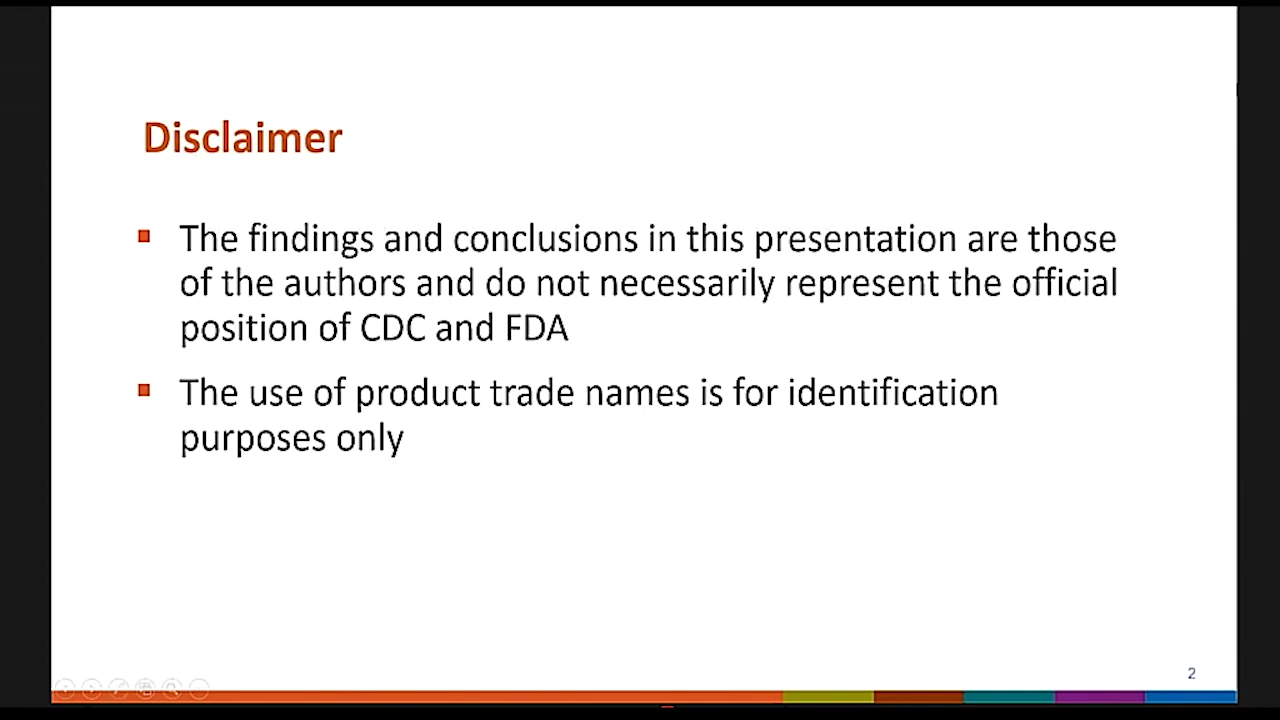 Disclaimer
The findings and conclusions in this presentation are those
of the authors and do not necessarily represent the official
position of CDC and FDA
The use of product trade names is for identification
purposes only
2